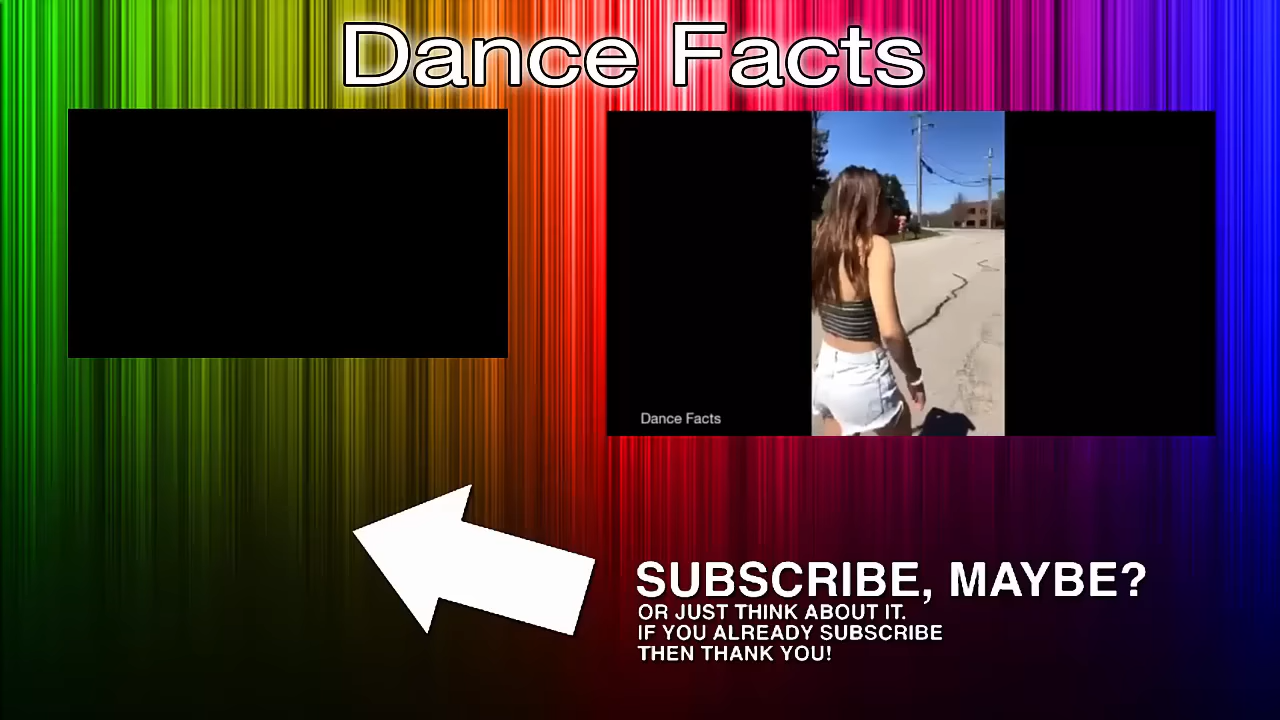 Dance Facts
Dance Facts
SUBSCRIBE, MAYBE?
OR JUST THINK ABOUT IT.
IF YOU ALREADY SUBSCRIBE
THEN THANK YOU!